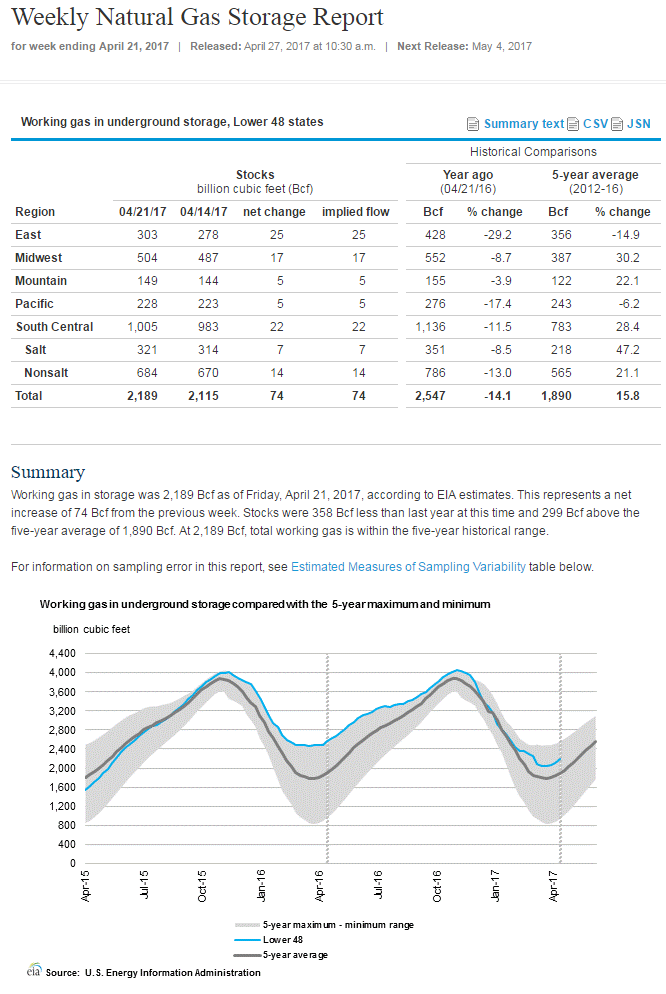 Weekly Natural Gas Storage Report
for week ending April 21, 2017 | Released: April 27, 2017 at 10:30 a.m. | Next Release: May 4, 2017
Working gas in underground storage, Lower 48 states Summary text CSV JSN
Historical Comparisons
Stocks Year ago 5-year average
billion cubic feet (Bcf) (04/21/16) (2012-16)
Region 04/21/17 04/14/17 net change implied flow Bcf % change Bcf % change
East 303 278 25 25 428 -29.2 356 -14.9
Midwest 504 487 17 17 552 -8.7 387 30.2
Mountain 149 144 5 5 155 -3.9 122 22.1
Pacific 228 223 5 5 276 -17.4 243 -6.2
South Central 1,005 983 22 22 1,136 -11.5 783 28.4
Salt 321 314 7 7 351 -8.5 218 47.2
Nonsalt 684 670 14 14 786 -13.0 565 21.1
Total 2,189 2,115 74 74 2,547 -14.1 1,890 15.8
Summary
Working gas in storage was 2,189 Bcf as of Friday, April 21, 2017, according to EIA estimates. This represents a net
increase of 74 Bcf from the previous week. Stocks were 358 Bcf less than last year at this time and 299 Bcf above the
five-year average of 1,890 Bcf. At 2,189 Bcf, total working gas is within the five-year historical range.
For information on sampling error in this report, see Estimated Measures of Sampling Variability table below.
Working gas in underground storage compared with the 5-year maximum and minimum
billion cubic feet
4,400
4,000
3,600
3,200
2,800
2,400
2,000
1,600
1,200
800
400
0
Apr-15 Jul-15 Oct-15 Jan-16 Apr-16 Jul-16 Oct-16 Jan-17 Apr-17
5-year maximum - minimum range
Lower 48
5-year average
eia Source: U.S. Energy Information Administration